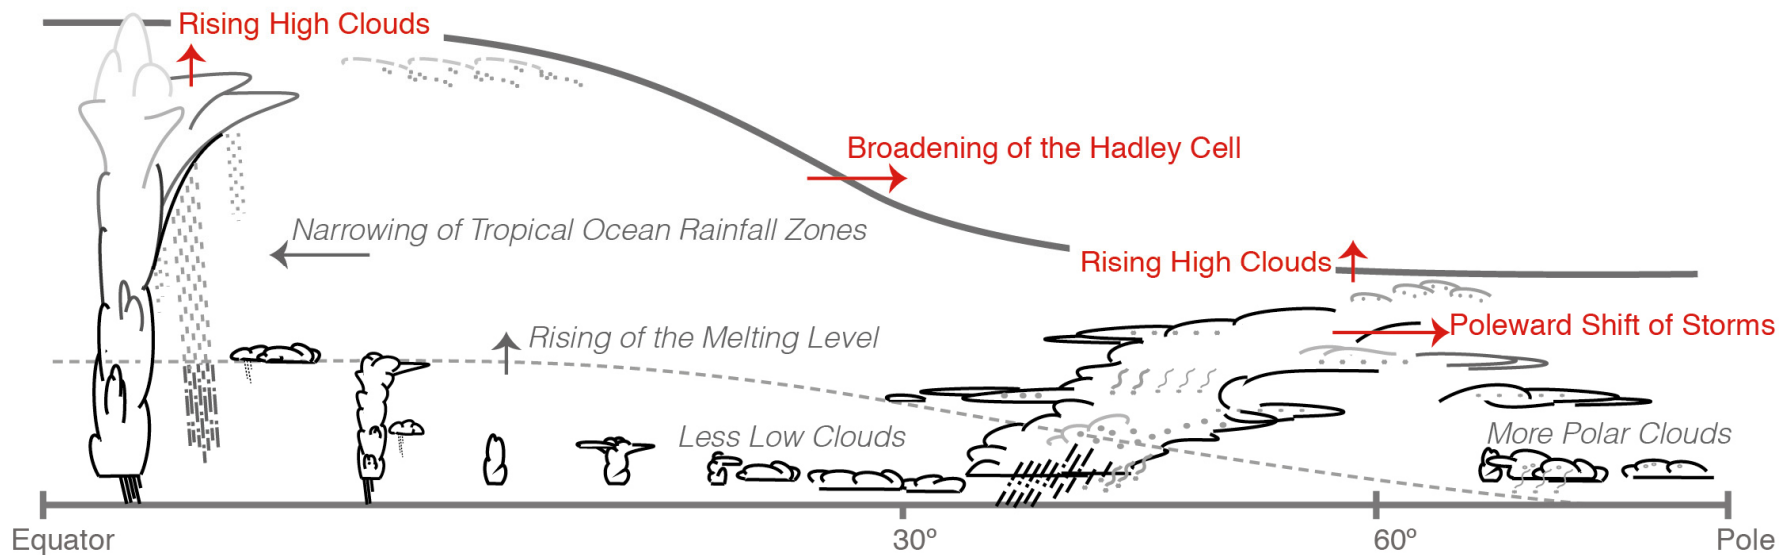 Rising High Clouds
Broadening of the Hadley Cell
Narrowing of Tropical Ocean Rainfall Zones
Rising High Clouds
Poleward Shift of Storms
Rising of the Melting Level
Less Low Clouds
More Polar Clouds
Equator
30º
60º
Pole